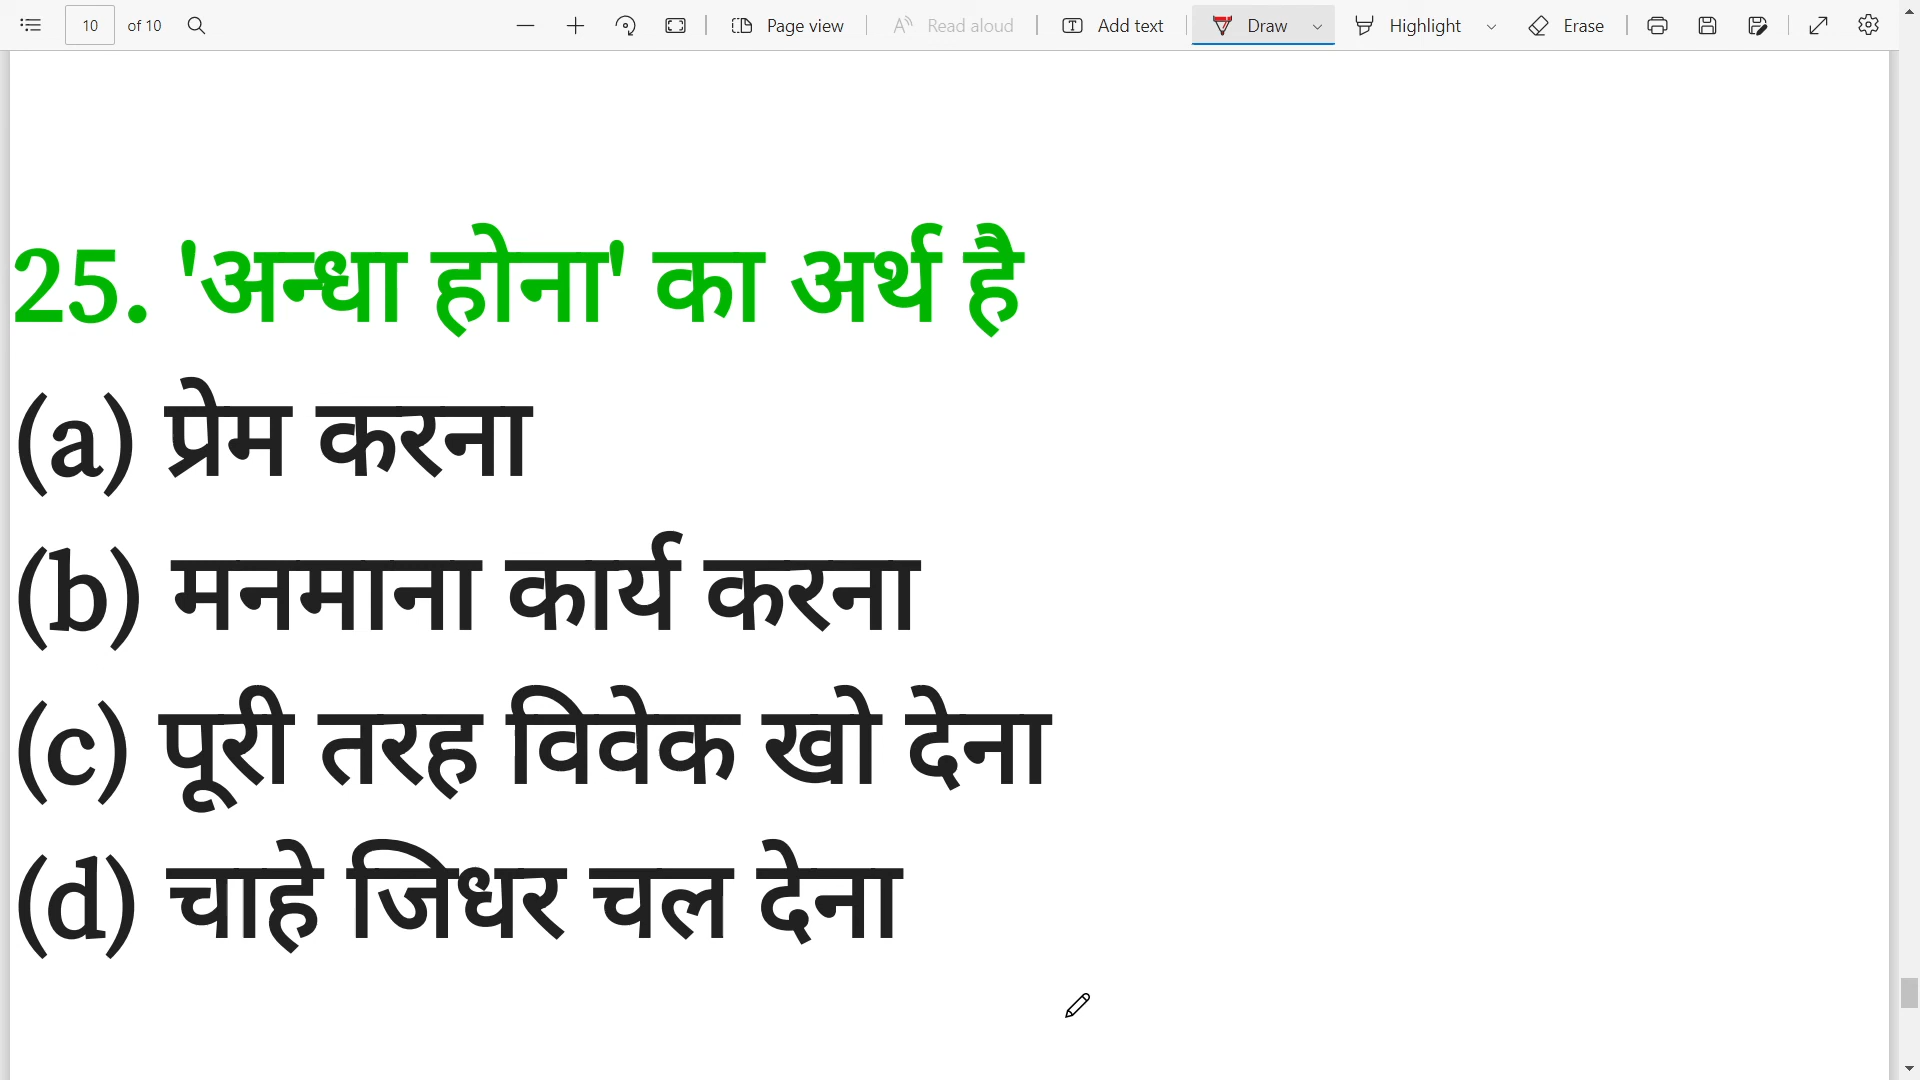 10 of 10 Page view Read aloud Add text Draw Highlight Erase
25. 'अन्धा होना' का अर्थ है
(a) प्रेम करना
(b) मनमाना कार्य करना
(c) पूरी तरह विवेक खो देना
(d) चाहे जिधर चल देना